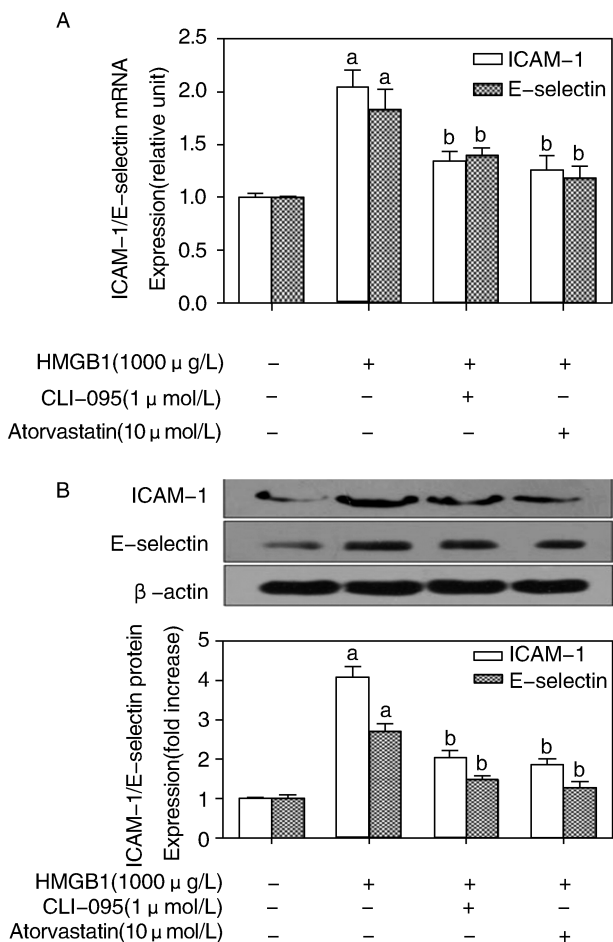 A
ICAM-1/E-selectin mRNA
Expression(relative unit)
2.5
2.0
1.5
1.0
0.5
0.0
ICAM-1
E-selectin
a
a
b
b
b
b
HMGB1(1000 μ g/L) − + + +
CLI-095(1 μ mol/L) − − + −
Atorvastatin(10 μ mol/L) − − − +
B
ICAM-1
E-selectin
β -actin
ICAM-1/E-selectin protein
Expression(fold increase)
5
4
3
2
1
0
ICAM-1
E-selectin
a
a
b
b
b
b
HMGB1(1000 μ g/L) − + + +
CLI-095(1 μ mol/L) − − + −
Atorvastatin(10 μ mol/L) − − − +